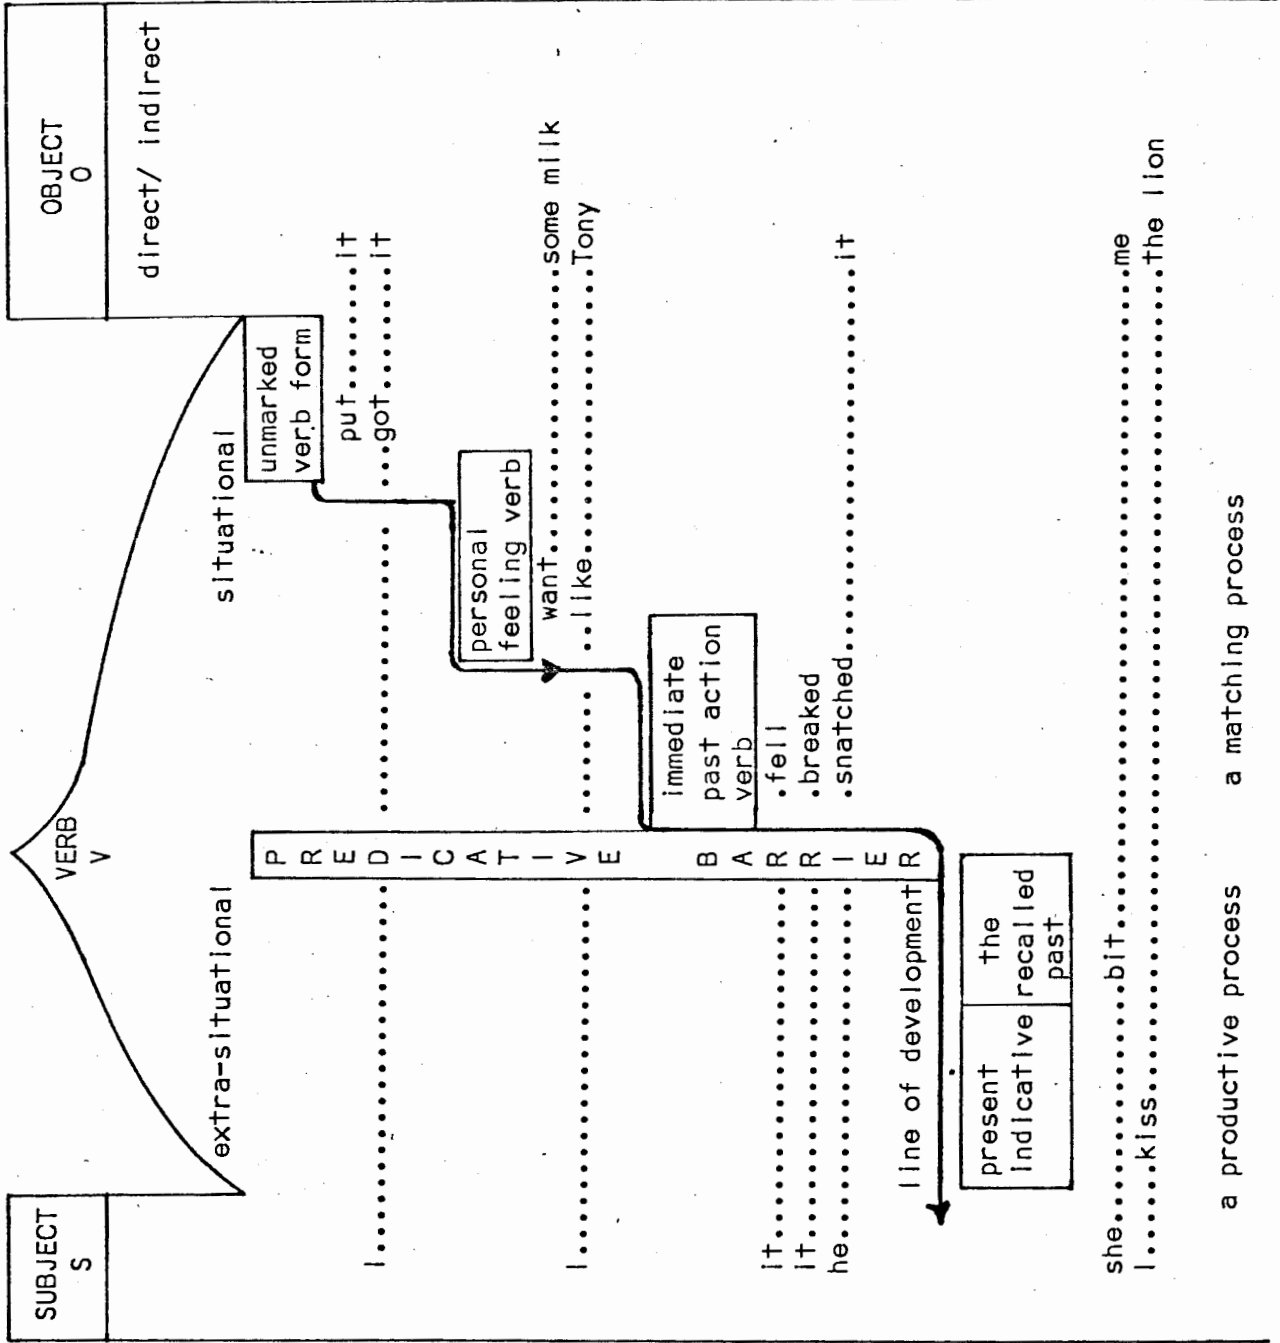 SUBJECT
S
VERB
V
OBJECT
O
extra-situational
situational
direct/ indirect
unmarked
verb form
put........it
I..........got........it
personal
feeling verb
want..........some milk
I..........like..........Tony
immediate
past action
verb
it..........fell
it..........breaked
he..........snatched..........it
PREDICATIVE BARRIER
line of development
present
indicative
the
recalled
past
she..........bit..........me
I.....kiss..........the lion
a productive process
a matching process